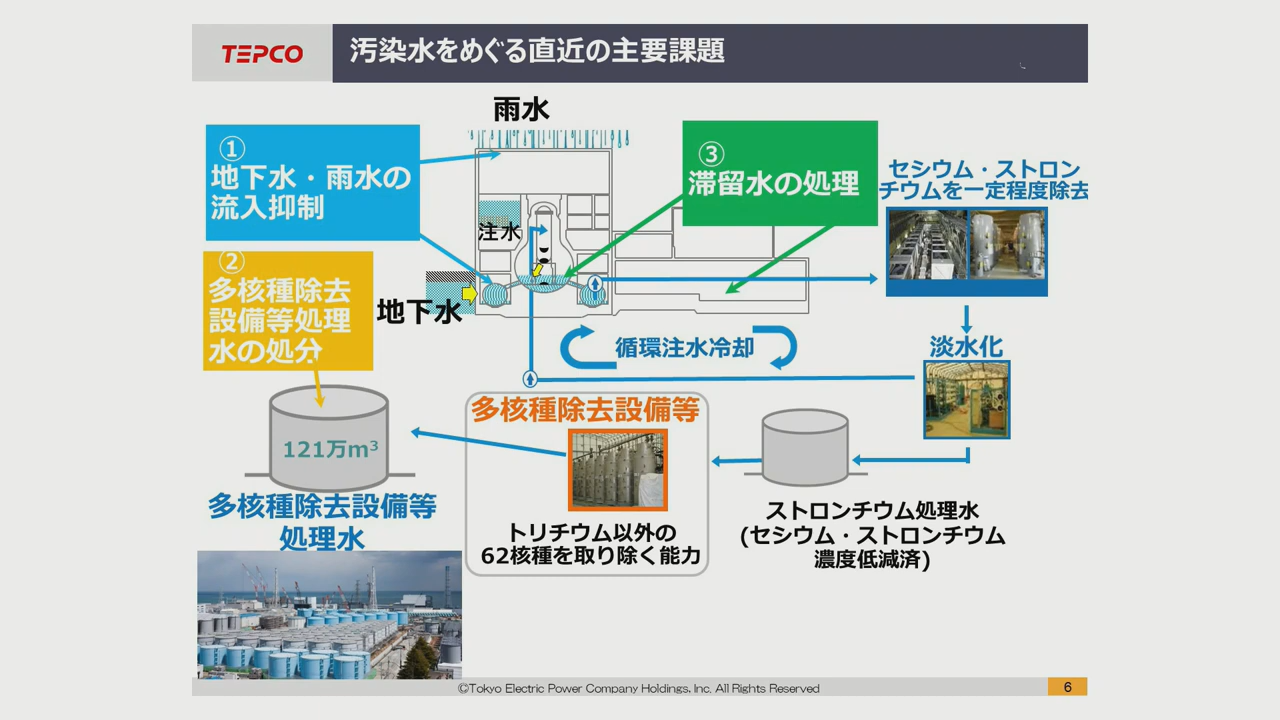 TEPCO
汚染水をめぐる直近の主要課題
雨水
①
地下水・雨水の
流入抑制
③
滞留水の処理
セシウム・ストロン
チウムを一定程度除去
注水
②
多核種除去
設備等処理
水の処分
地下水
循環注水冷却
淡水化
多核種除去設備等
121万m³
トリチウム以外の
62核種を取り除く能力
ストロンチウム処理水
(セシウム・ストロンチウム
濃度低減済)
多核種除去設備等
処理水
©Tokyo Electric Power Company Holdings, Inc. All Rights Reserved
6